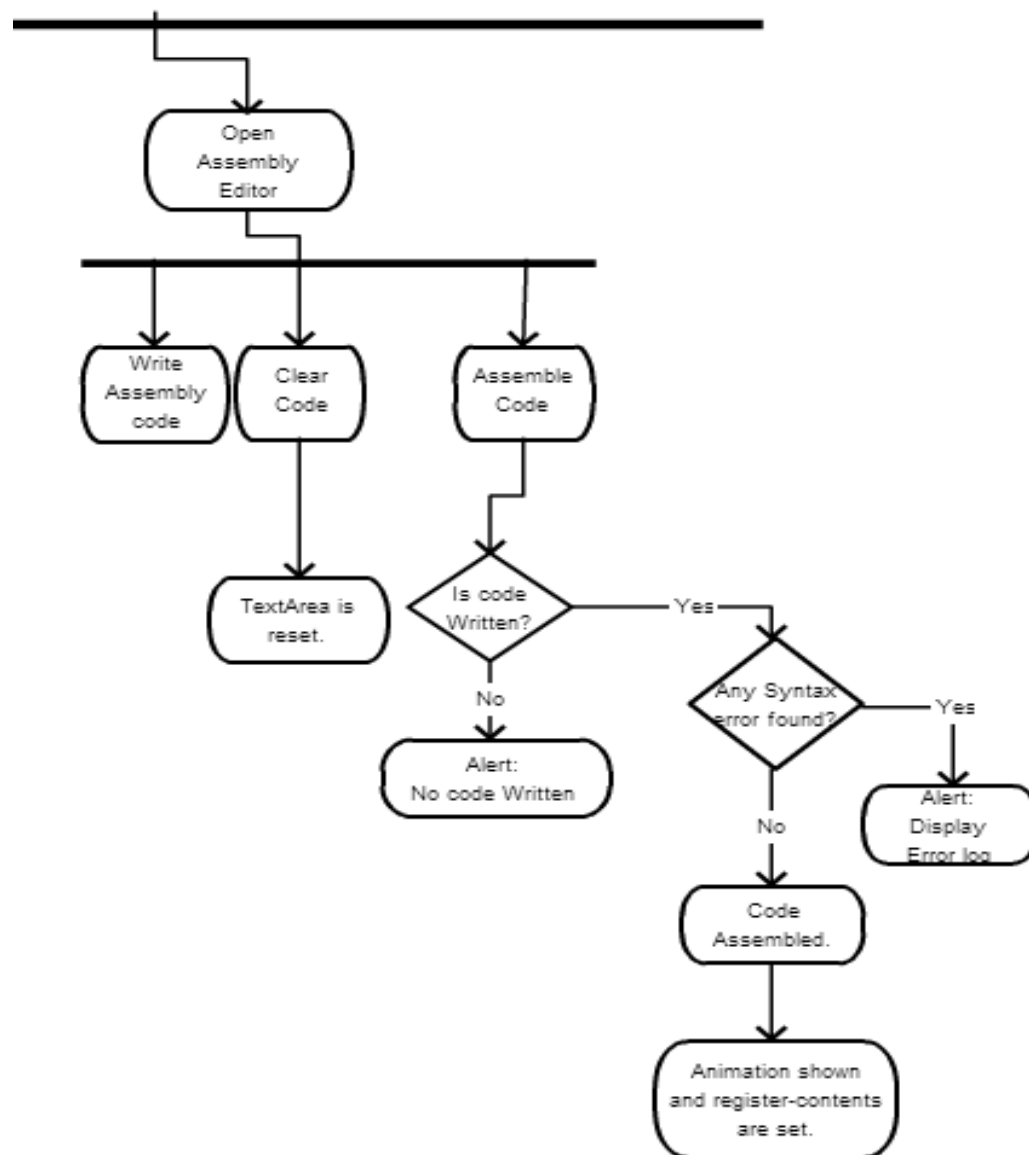 Open
Assembly
Editor
Write
Assembly
code
Clear
Code
Assemble
Code
TextArea is
reset.
Is code
Written?
Yes
No
Any Syntax
error found?
Yes
Alert:
No code Written
Alert:
Display
Error log
No
Code
Assembled.
Animation shown
and register-contents
are set.